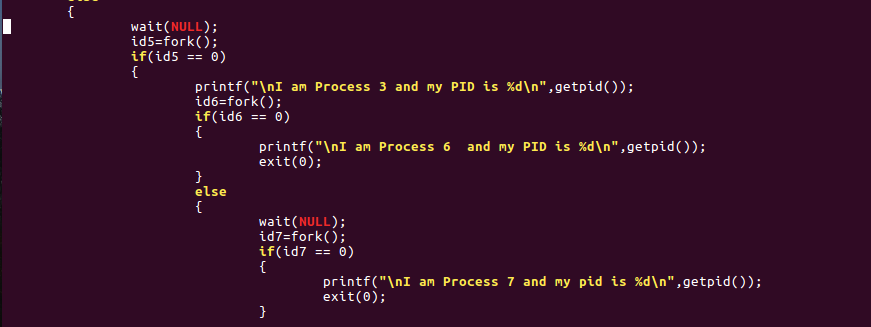 else
{
wait(NULL);
id5=fork();
if(id5 == 0)
{
printf("\nI am Process 3 and my PID is %d\n",getpid());
id6=fork();
if(id6 == 0)
{
printf("\nI am Process 6  and my PID is %d\n",getpid());
exit(0);
}
else
{
wait(NULL);
id7=fork();
if(id7 == 0)
{
printf("\nI am Process 7 and my pid is %d\n",getpid());
exit(0);
}